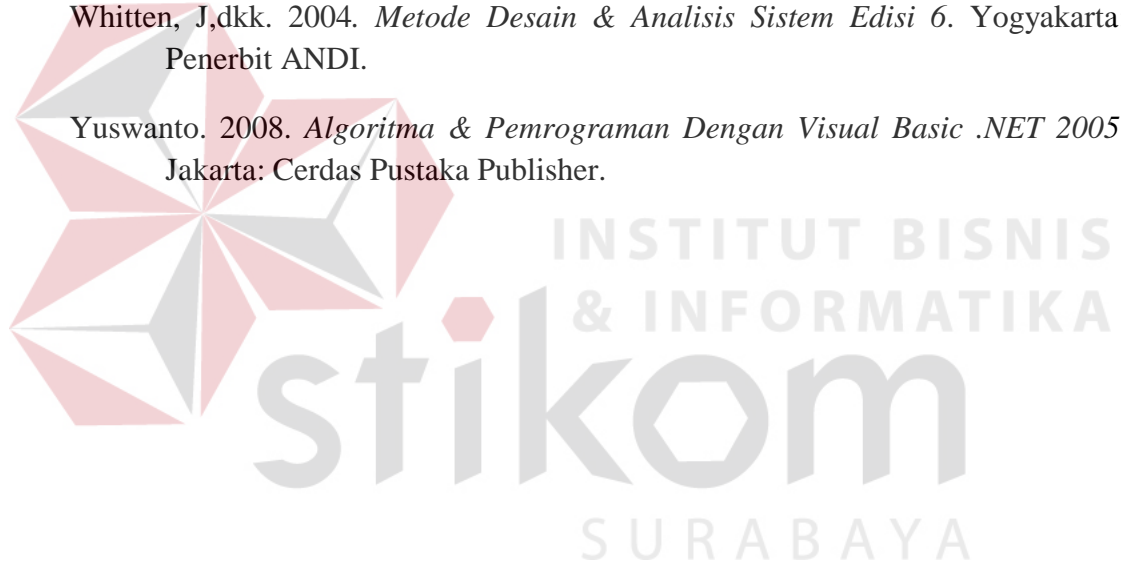 Whitten, J,dkk. 2004. Metode Desain & Analisis Sistem Edisi 6. Yogyakarta
Penerbit ANDI.
Yuswanto. 2008. Algoritma & Pemrograman Dengan Visual Basic .NET 2005
Jakarta: Cerdas Pustaka Publisher.
INSTITUT BISNIS
& INFORMATIKA
stikom
SURABAYA